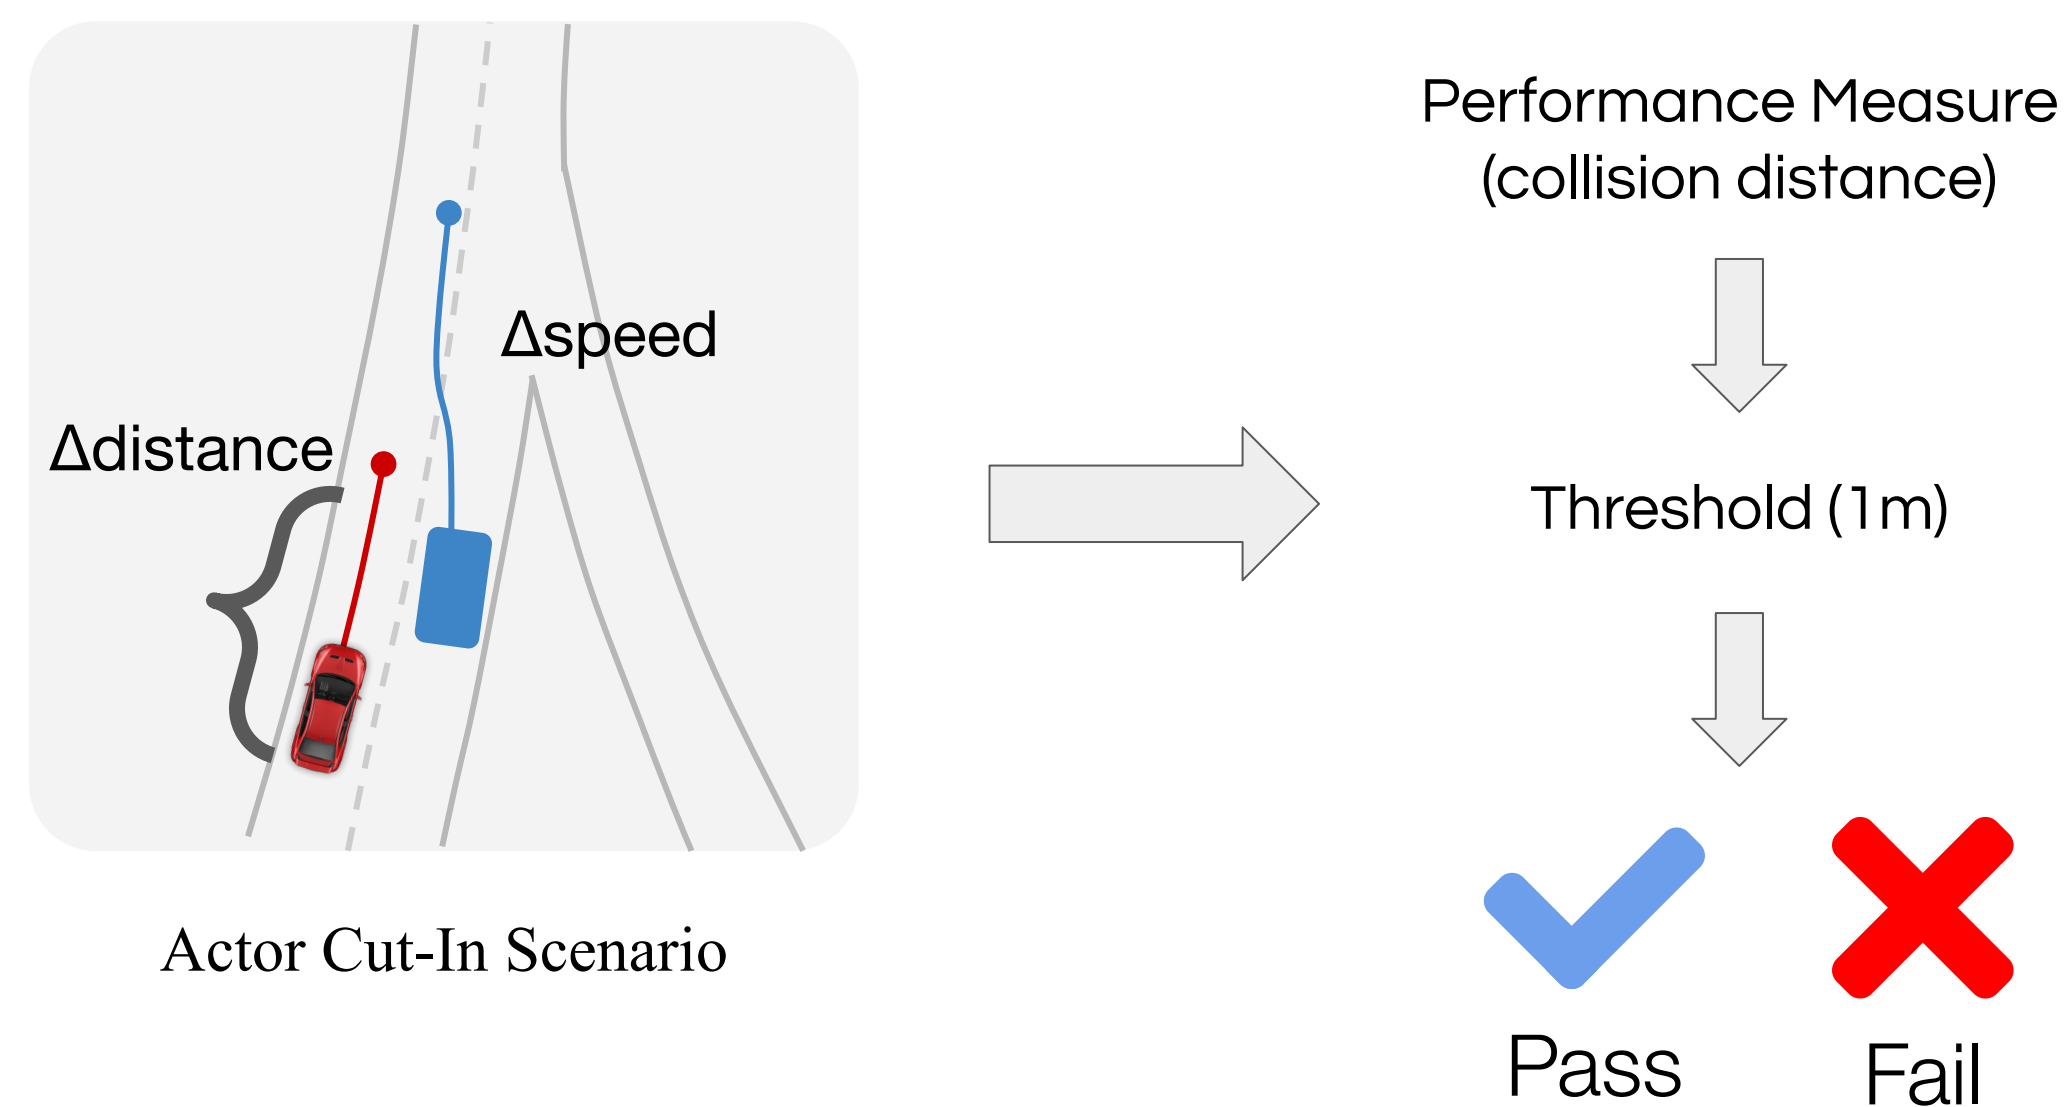 Δspeed
Δdistance
Actor Cut-In Scenario
Performance Measure
(collision distance)
Threshold (1m)
Pass
Fail